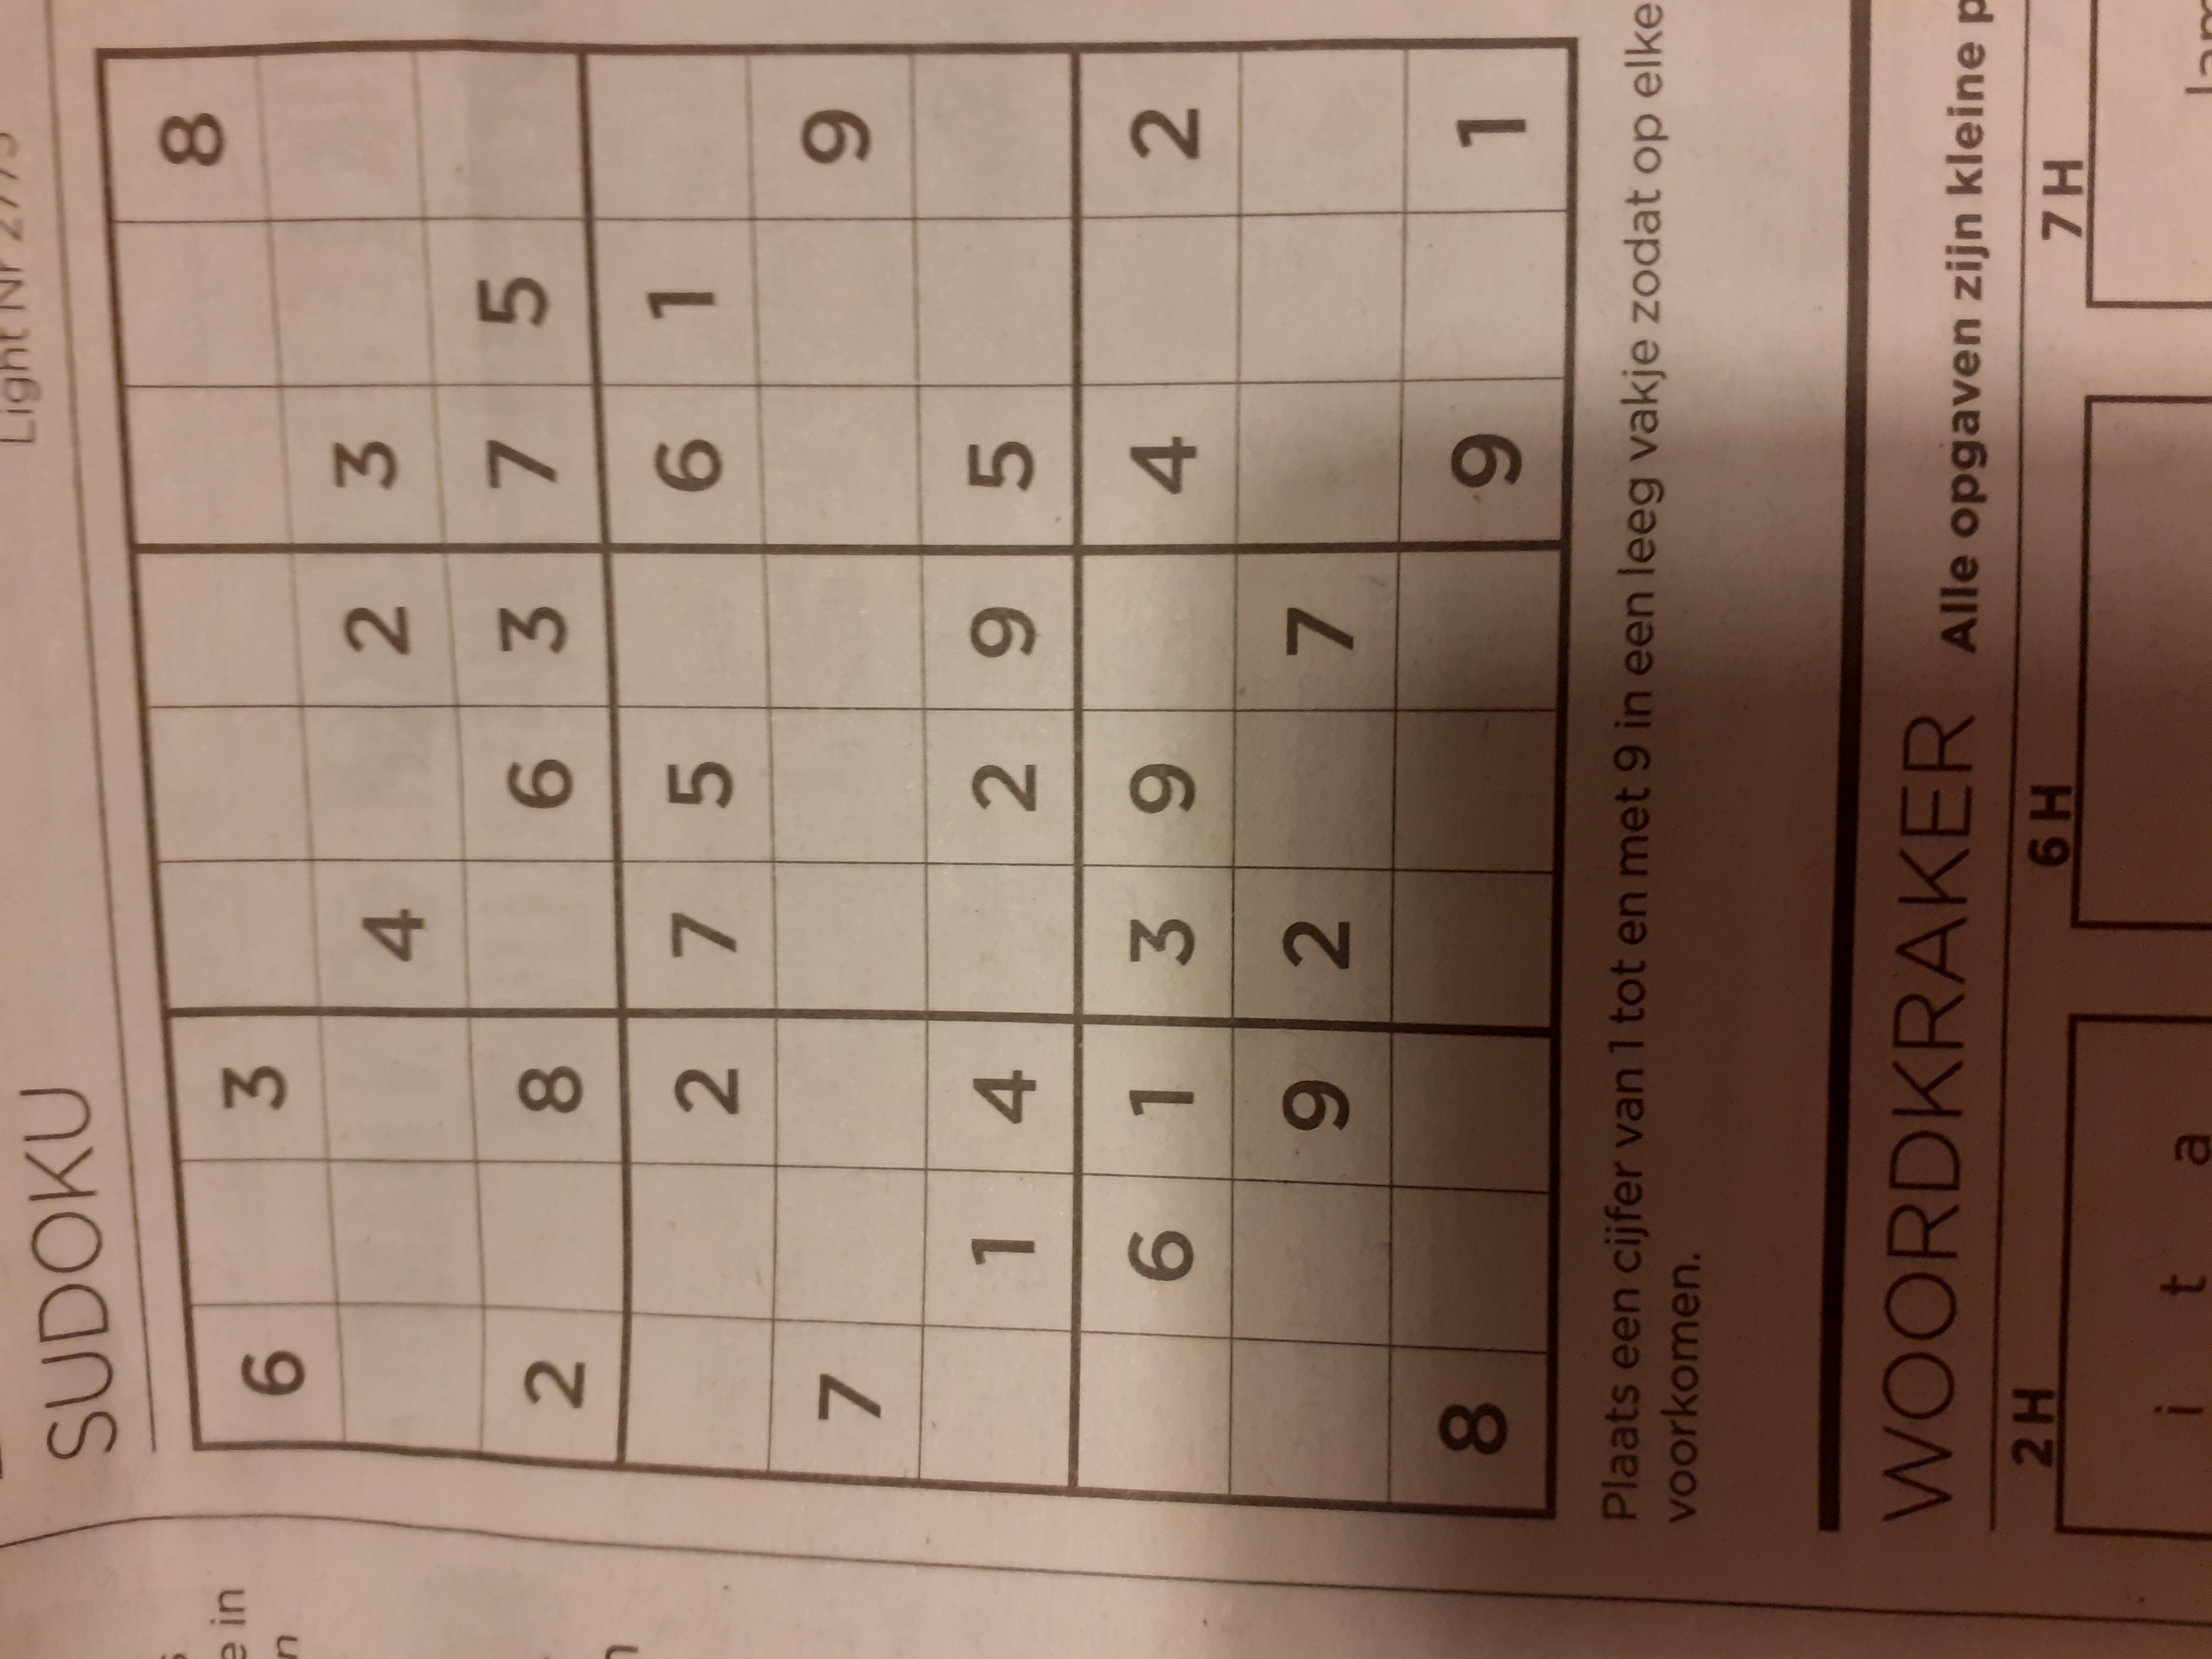 Light Nr 2775
SUDOKU
e in
n
6 3 8
4 2 3
2 8 6 3 7 5
2 7 5 6 1
7 9
1 4 2 9 5
6 1 3 9 4 2
9 2 7
8 9 1
Plaats een cijfer van 1 tot en met 9 in een leeg vakje zodat op elke
voorkomen.
WOORDKRAKER Alle opgaven zijn kleine p
2 H 6 H 7 H
i t a